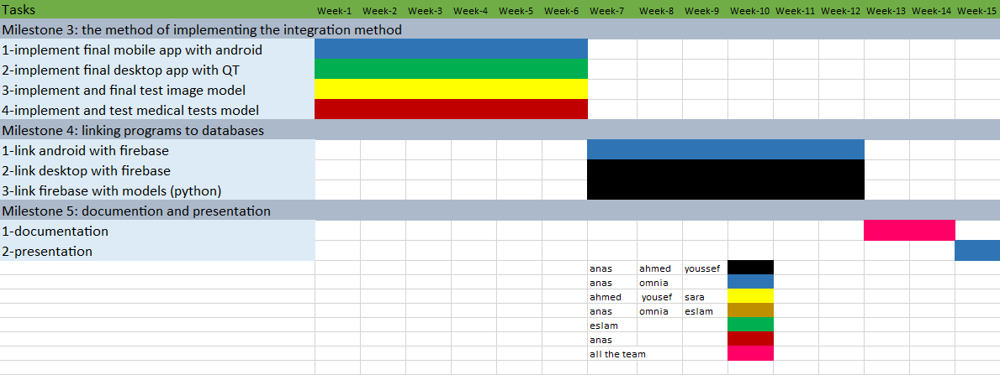 Tasks Week-1 Week-2 Week-3 Week-4 Week-5 Week-6 Week-7 Week-8 Week-9 Week-10 Week-11 Week-12 Week-13 Week-14 Week-15
Milestone 3: the method of implementing the integration method
1-implement final mobile app with android
2-implement final desktop app with QT
3-implement and final test image model
4-implement and test medical tests model
Milestone 4: linking programs to databases
1-link android with firebase
2-link desktop with firebase
3-link firebase with models (python)
Milestone 5: documention and presentation
1-documentation
2-presentation
anas ahmed youssef
anas omnia
ahmed yousef sara
anas omnia eslam
eslam
anas
all the team